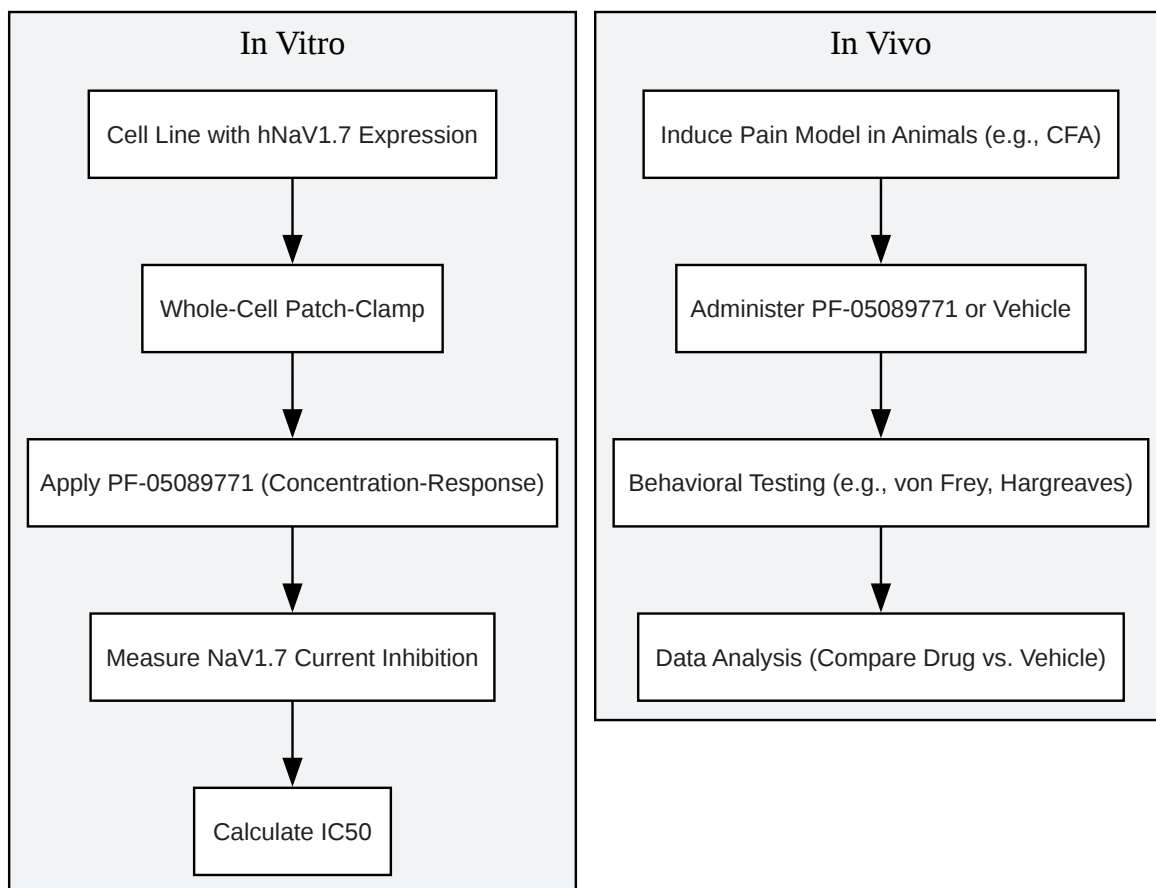 In Vitro
Cell Line with hNaV1.7 Expression
Whole-Cell Patch-Clamp
Apply PF-05089771 (Concentration-Response)
Measure NaV1.7 Current Inhibition
Calculate IC50
In Vivo
Induce Pain Model in Animals (e.g., CFA)
Administer PF-05089771 or Vehicle
Behavioral Testing (e.g., von Frey, Hargreaves)
Data Analysis (Compare Drug vs. Vehicle)